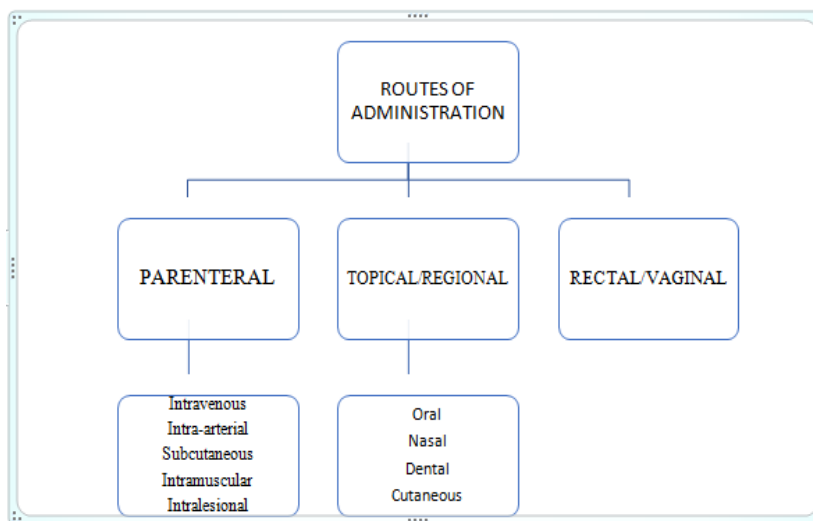 ROUTES OF
ADMINISTRATION
PARENTERAL
TOPICAL/REGIONAL
RECTAL/VAGINAL
Intravenous
Intra-arterial
Subcutaneous
Intramuscular
Intralesional
Oral
Nasal
Dental
Cutaneous